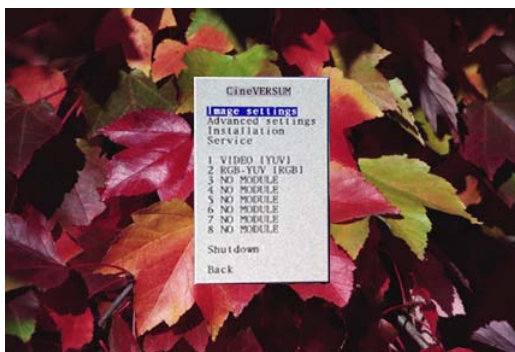 CineVERSUM
Image settings
Advanced settings
Installation
Service
1 VIDEO [YUV]
2 RGB-YUV [RGB]
3 NO MODULE
4 NO MODULE
5 NO MODULE
6 NO MODULE
7 NO MODULE
8 NO MODULE
Shutdown
Back